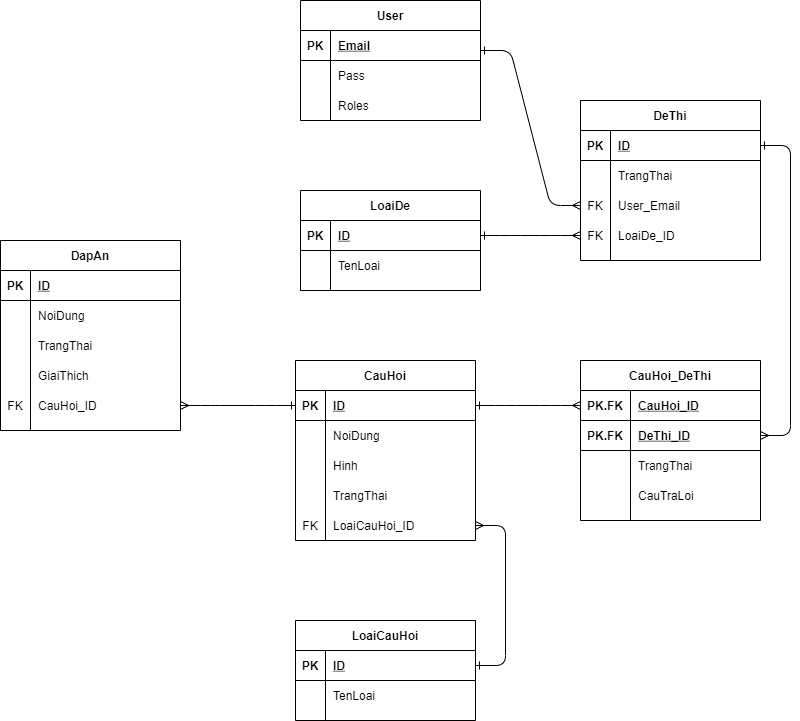 User
PK Email
Pass
Roles
DeThi
PK ID
TrangThai
FK User_Email
FK LoaiDe_ID
LoaiDe
PK ID
TenLoai
DapAn
PK ID
NoiDung
TrangThai
GiaiThich
FK CauHoi_ID
CauHoi
PK ID
NoiDung
Hinh
TrangThai
FK LoaiCauHoi_ID
CauHoi_DeThi
PK.FK CauHoi_ID
PK.FK DeThi_ID
TrangThai
CauTraLoi
LoaiCauHoi
PK ID
TenLoai